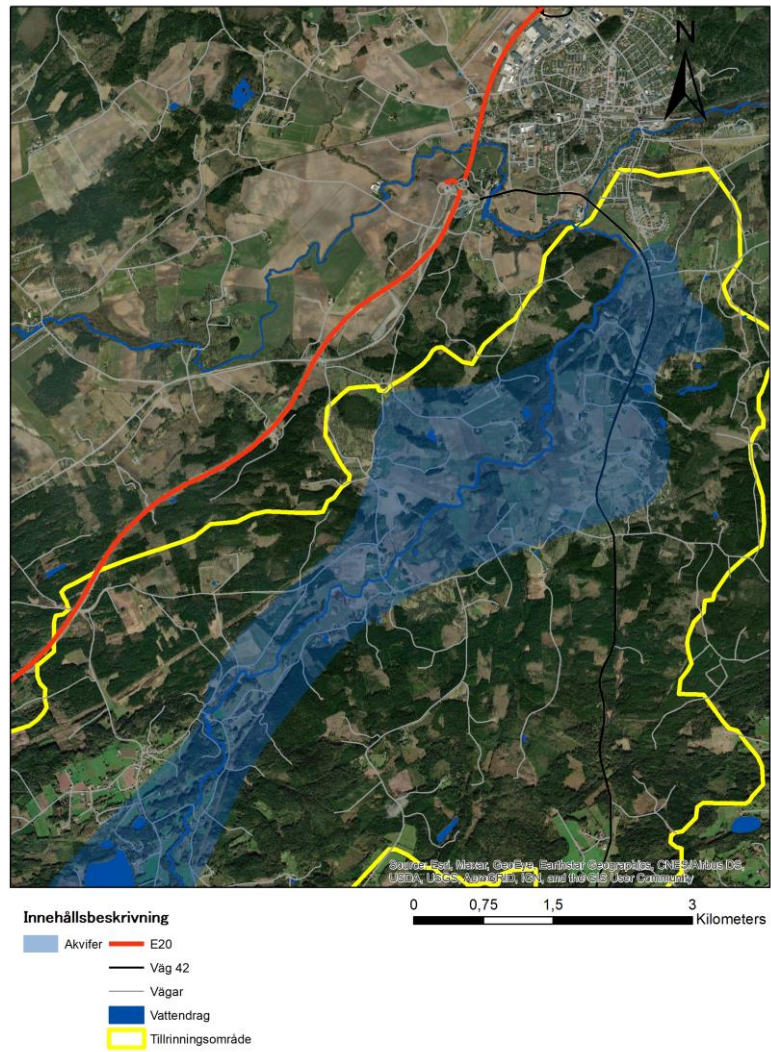 N
Source: Esri, Maxar, GeoEye, Earthstar Geographics, CNES/Airbus DS,
USDA, USGS, AeroGRID, IGN, and the GIS User Community
Innehållsbeskrivning
Akvifer
E20
Väg 42
Vägar
Vattendrag
Tillrinningsområde
0 0,75 1,5 3
Kilometers